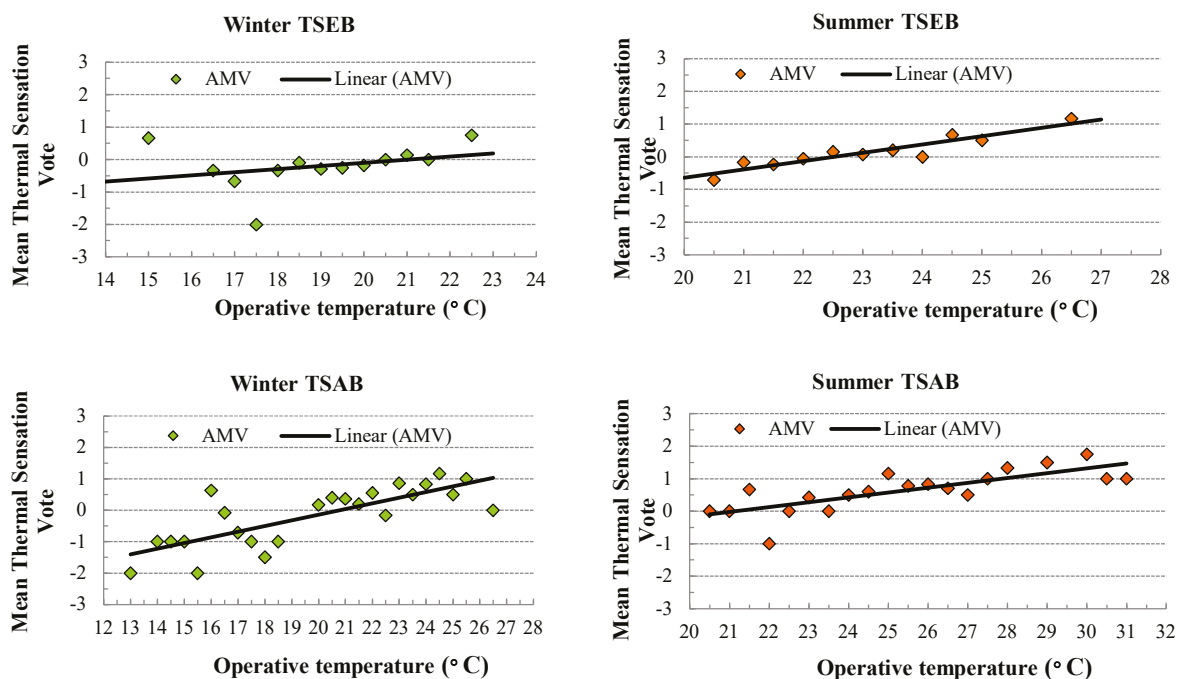 Winter TSEB
3
2
1
0
-1
-2
-3
AMV Linear (AMV)
Mean Thermal Sensation
Vote
14 15 16 17 18 19 20 21 22 23 24
Operative temperature (° C)
Summer TSEB
3
2
1
0
-1
-2
-3
AMV Linear (AMV)
Mean Thermal Sensation
Vote
20 21 22 23 24 25 26 27 28
Operative temperature (° C)
Winter TSAB
3
2
1
0
-1
-2
-3
AMV Linear (AMV)
Mean Thermal Sensation
Vote
12 13 14 15 16 17 18 19 20 21 22 23 24 25 26 27 28
Operative temperature (° C)
Summer TSAB
3
2
1
0
-1
-2
-3
AMV Linear (AMV)
Mean Thermal Sensation
Vote
20 21 22 23 24 25 26 27 28 29 30 31 32
Operative temperature (° C)